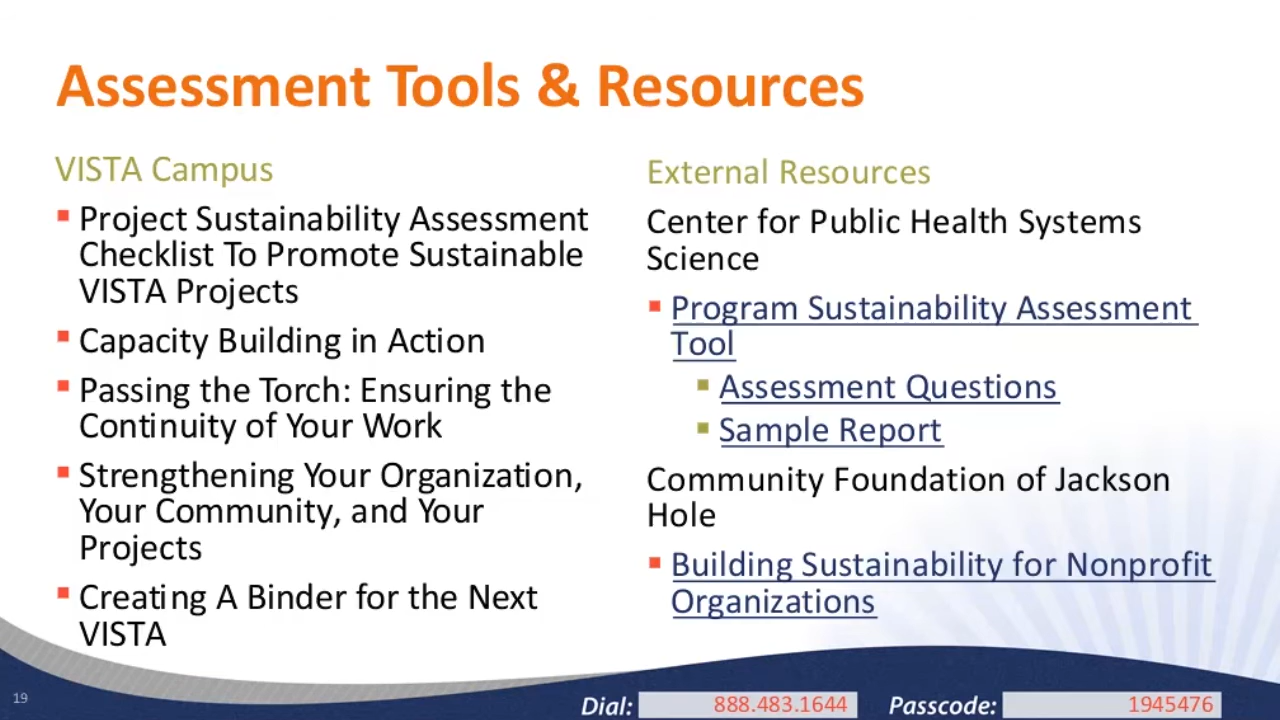 Assessment Tools & Resources
VISTA Campus
Project Sustainability Assessment
Checklist To Promote Sustainable
VISTA Projects
Capacity Building in Action
Passing the Torch: Ensuring the
Continuity of Your Work
Strengthening Your Organization,
Your Community, and Your
Projects
Creating A Binder for the Next
VISTA
External Resources
Center for Public Health Systems
Science
Program Sustainability Assessment
Tool
Assessment Questions
Sample Report
Community Foundation of Jackson
Hole
Building Sustainability for Nonprofit
Organizations
19
Dial: 888.483.1644 Passcode: 1945476